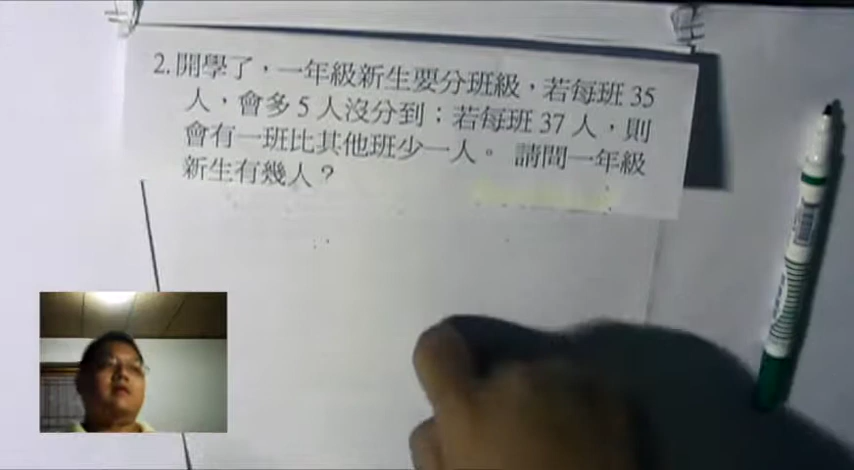 2. 開學了，一年級新生要分班級，若每班 35
人，會多 5 人沒分到；若每班 37 人，則
會有一班比其他班少一人。 請問一年級
新生有幾人？